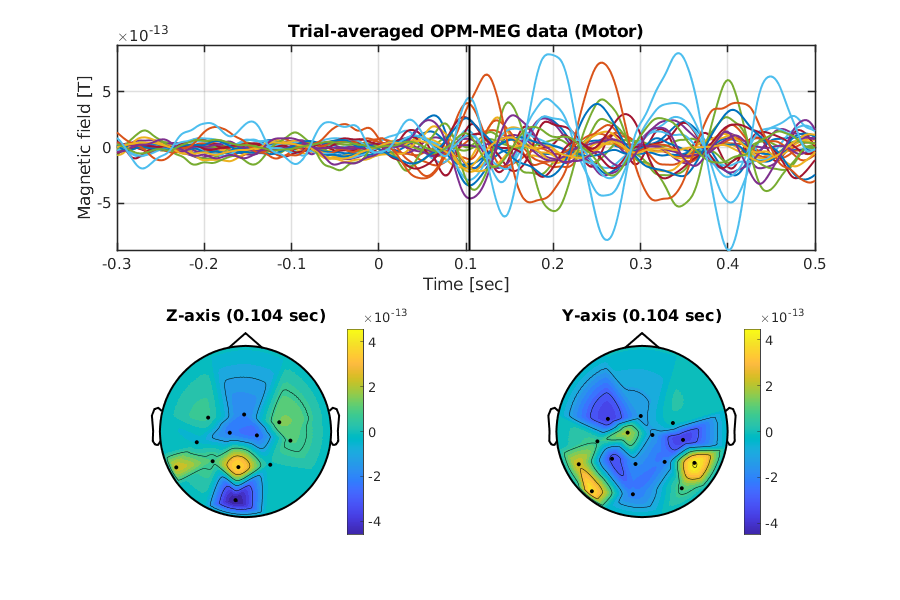 Trial-averaged OPM-MEG data (Motor)
×10-13
Magnetic field [T]
5
0
-5
-0.3 -0.2 -0.1 0 0.1 0.2 0.3 0.4 0.5
Time [sec]
Z-axis (0.104 sec)
×10-13
4
2
0
-2
-4
Y-axis (0.104 sec)
×10-13
4
2
0
-2
-4